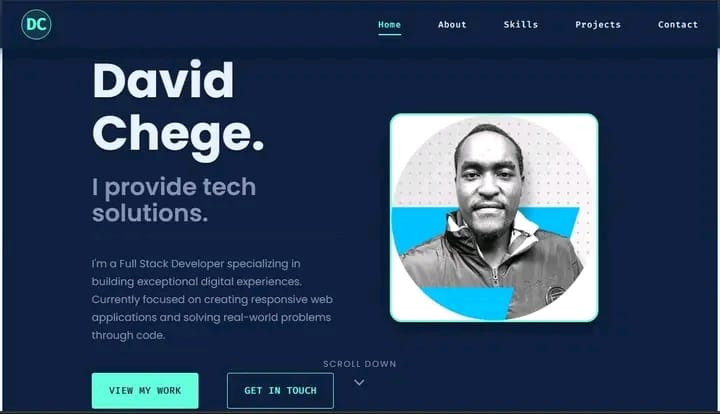 DC
Home About Skills Projects Contact
David
Chege.
I provide tech
solutions.
I'm a Full Stack Developer specializing in
building exceptional digital experiences.
Currently focused on creating responsive web
applications and solving real-world problems
through code.
SCROLL DOWN
VIEW MY WORK
GET IN TOUCH